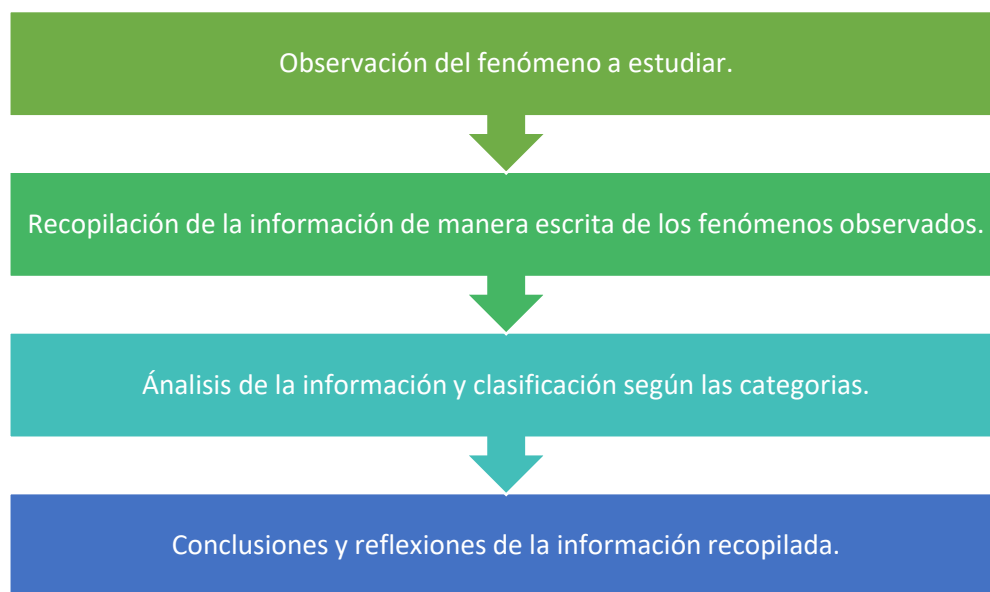 Observación del fenómeno a estudiar.
Recopilación de la información de manera escrita de los fenómenos observados.
Ánalisis de la información y clasificación según las categorias.
Conclusiones y reflexiones de la información recopilada.